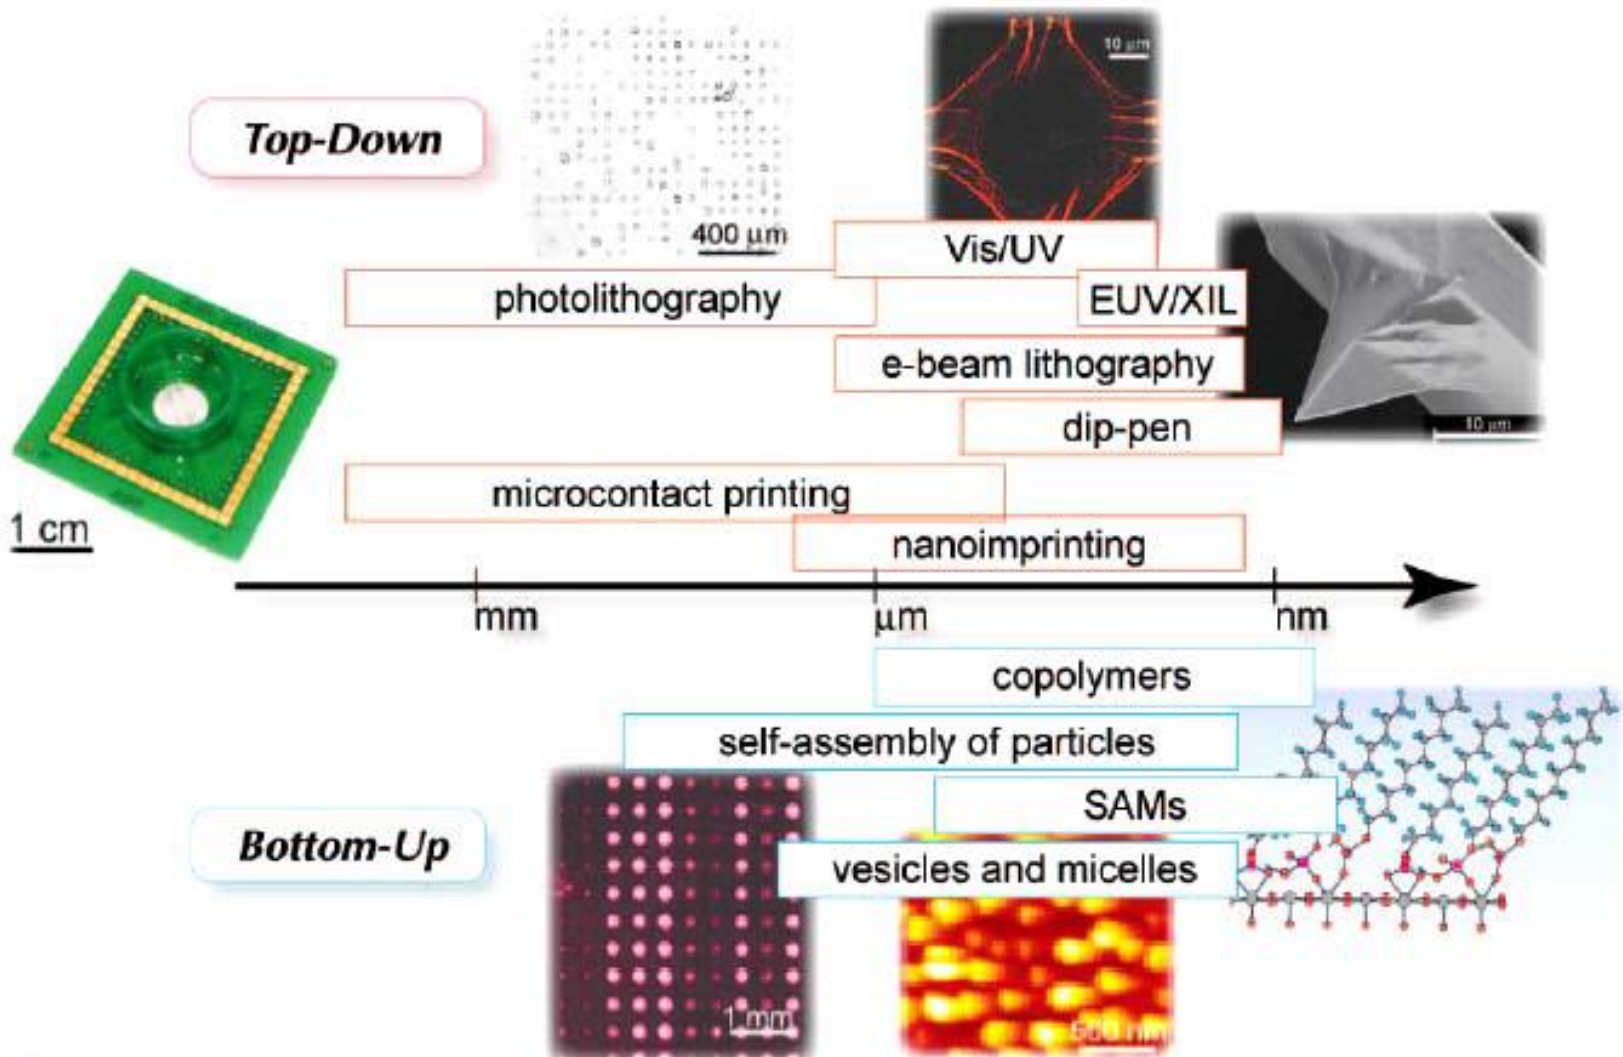 10 μm
Top-Down
400 μm
Vis/UV
photolithography
EUV/XIL
e-beam lithography
dip-pen
10 μm
microcontact printing
1 cm
nanoimprinting
mm
μm
nm
copolymers
self-assembly of particles
SAMs
Bottom-Up
vesicles and micelles
1 mm
500 nm